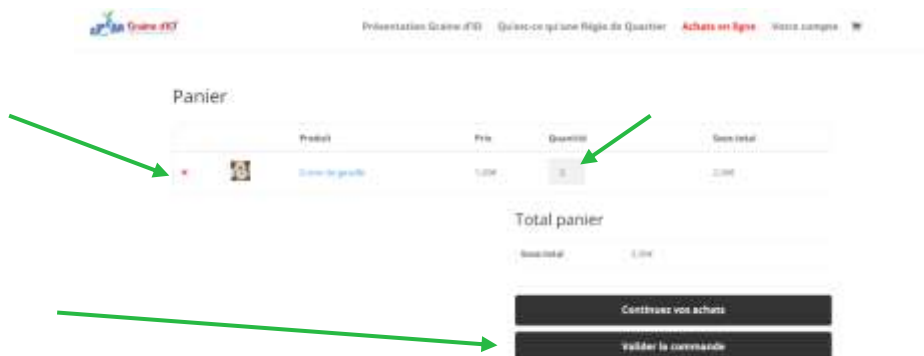 Graine d'ID
Présentation Graine d'ID Qu'est-ce qu'une Régie de Quartier Achats en ligne Votre compte
Panier
Produit Prix Quantité Sous-total
Total panier
Sous-total
Continuez vos achats
Valider la commande